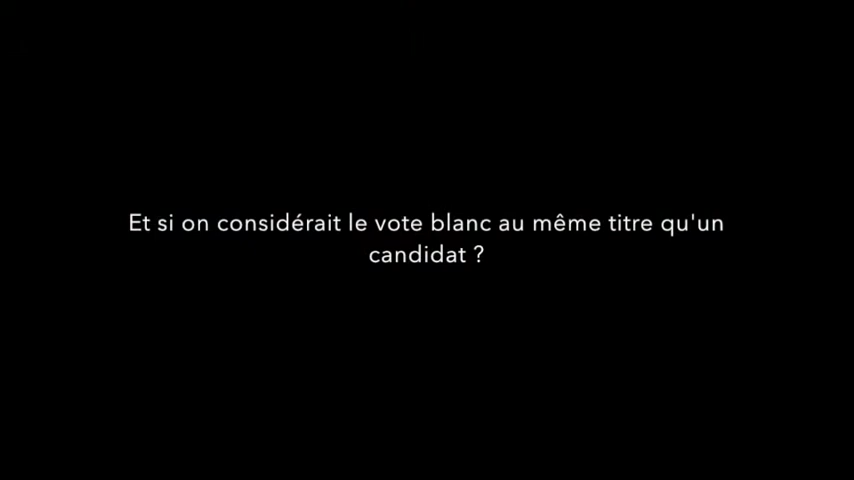 Et si on considérait le vote blanc au même titre qu'un
candidat ?